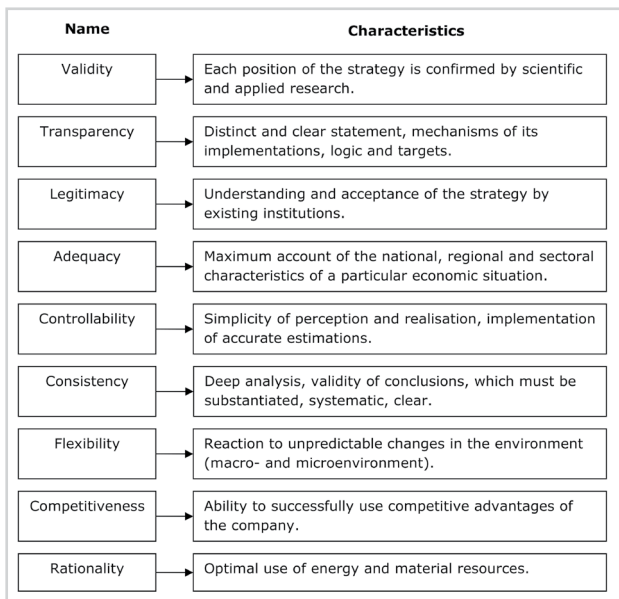 Name
Characteristics
Validity
Each position of the strategy is confirmed by scientific
and applied research.
Transparency
Distinct and clear statement, mechanisms of its
implementations, logic and targets.
Legitimacy
Understanding and acceptance of the strategy by
existing institutions.
Adequacy
Maximum account of the national, regional and sectoral
characteristics of a particular economic situation.
Controllability
Simplicity of perception and realisation, implementation
of accurate estimations.
Consistency
Deep analysis, validity of conclusions, which must be
substantiated, systematic, clear.
Flexibility
Reaction to unpredictable changes in the environment
(macro- and microenvironment).
Competitiveness
Ability to successfully use competitive advantages of
the company.
Rationality
Optimal use of energy and material resources.